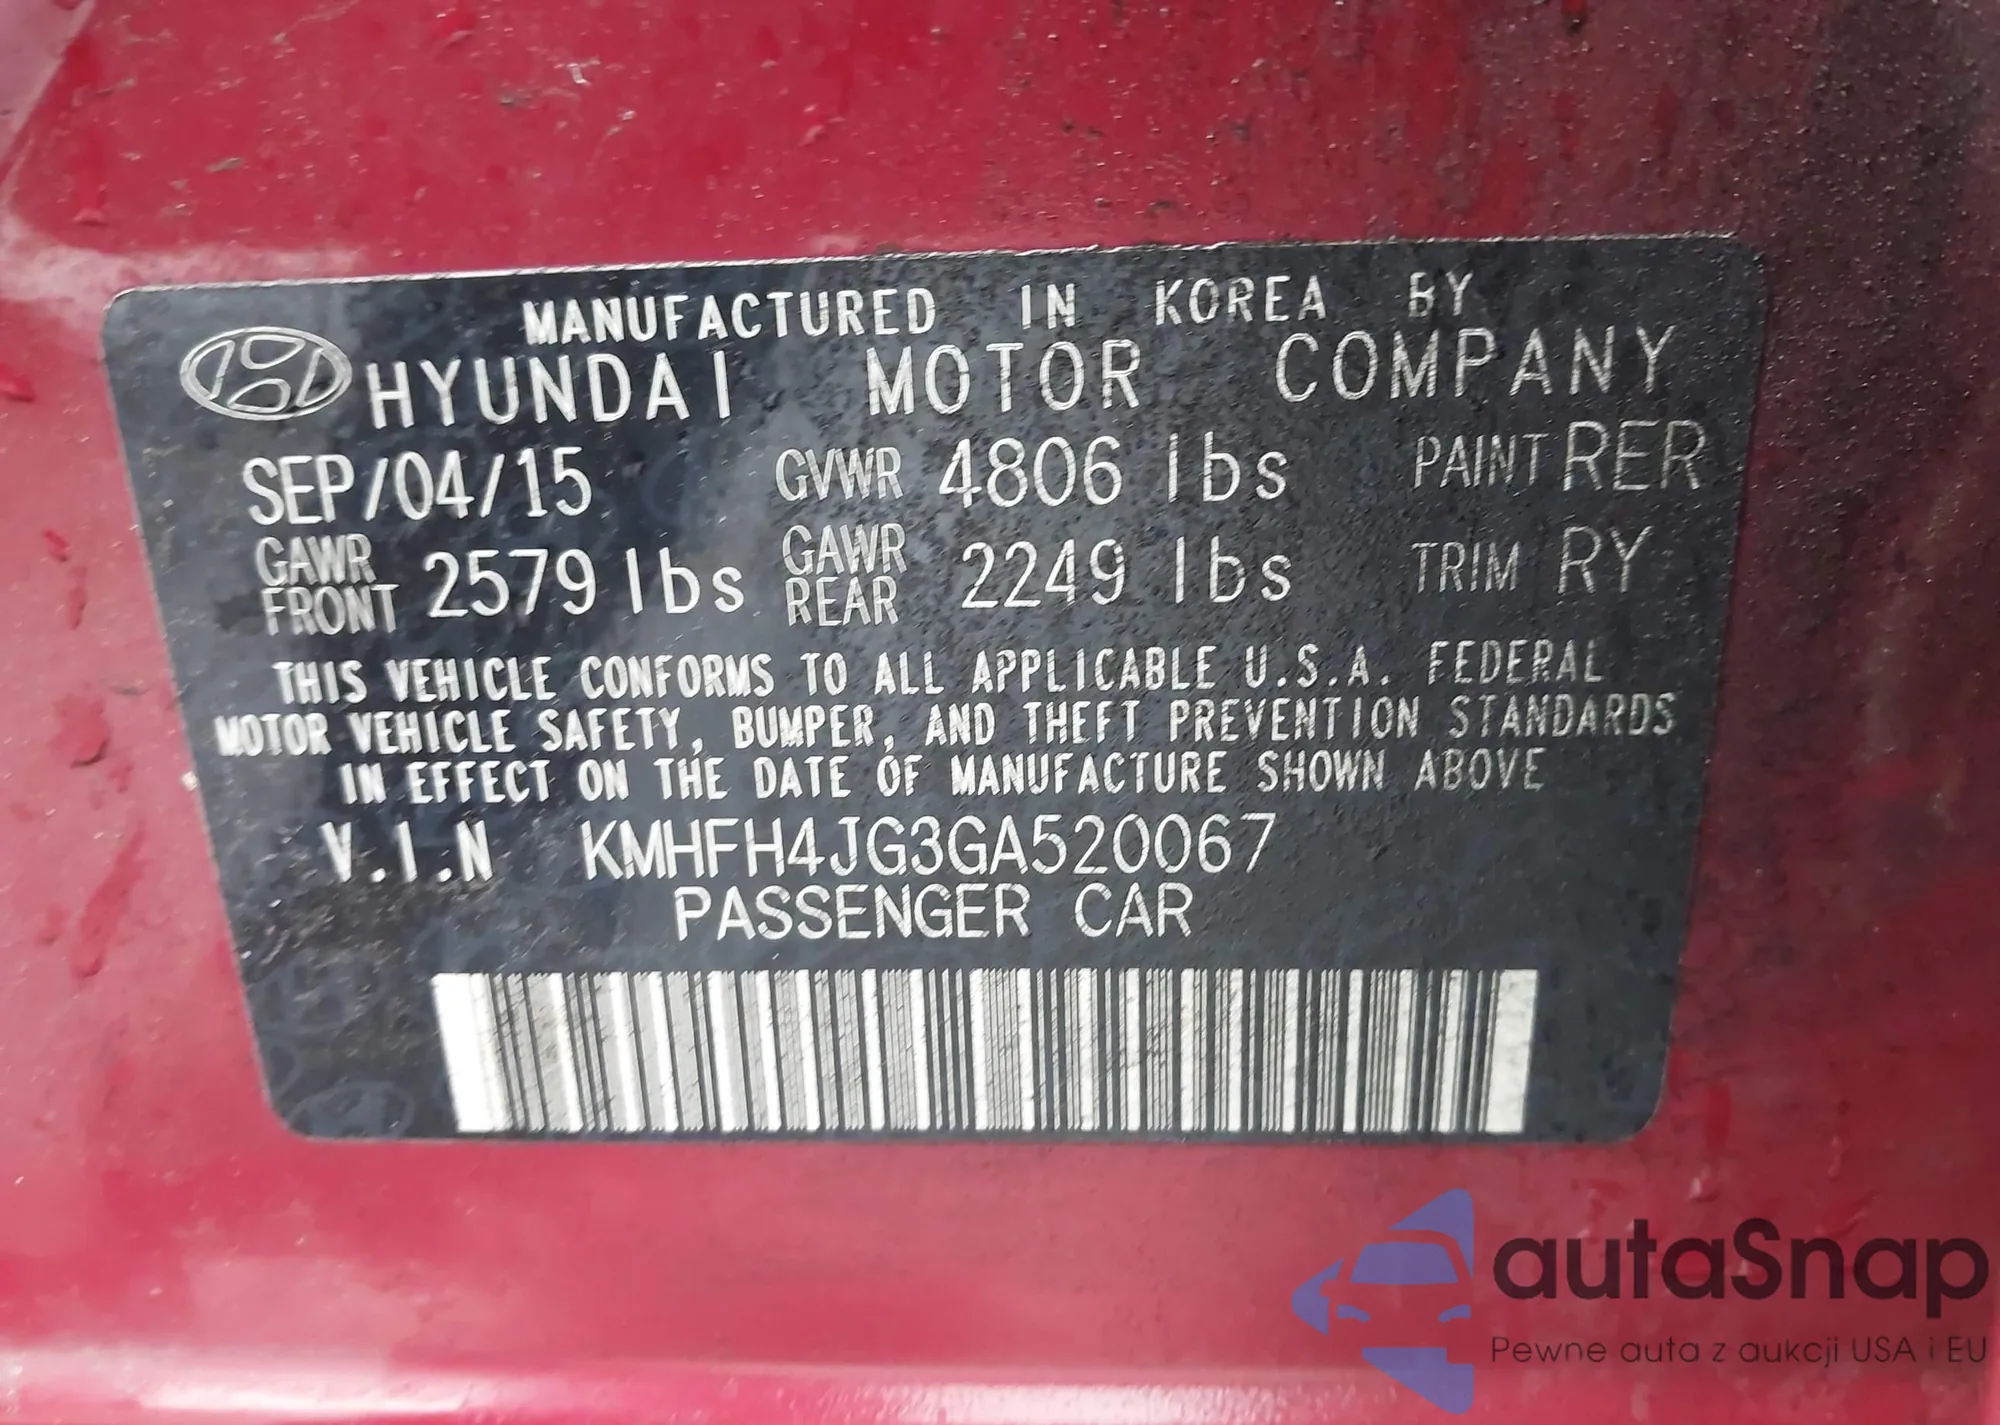 MANUFACTURED IN KOREA BY
HYUNDAI MOTOR COMPANY
SEP/04/15 GVWR 4806 lbs PAINT RER
GAWR FRONT 2579 lbs GAWR REAR 2249 lbs TRIM RY
THIS VEHICLE CONFORMS TO ALL APPLICABLE U.S.A. FEDERAL
MOTOR VEHICLE SAFETY, BUMPER, AND THEFT PREVENTION STANDARDS
IN EFFECT ON THE DATE OF MANUFACTURE SHOWN ABOVE
V.I.N KMHFH4JG3GA520067
PASSENGER CAR
autaSnap
Pewne auta z aukcji USA i EU